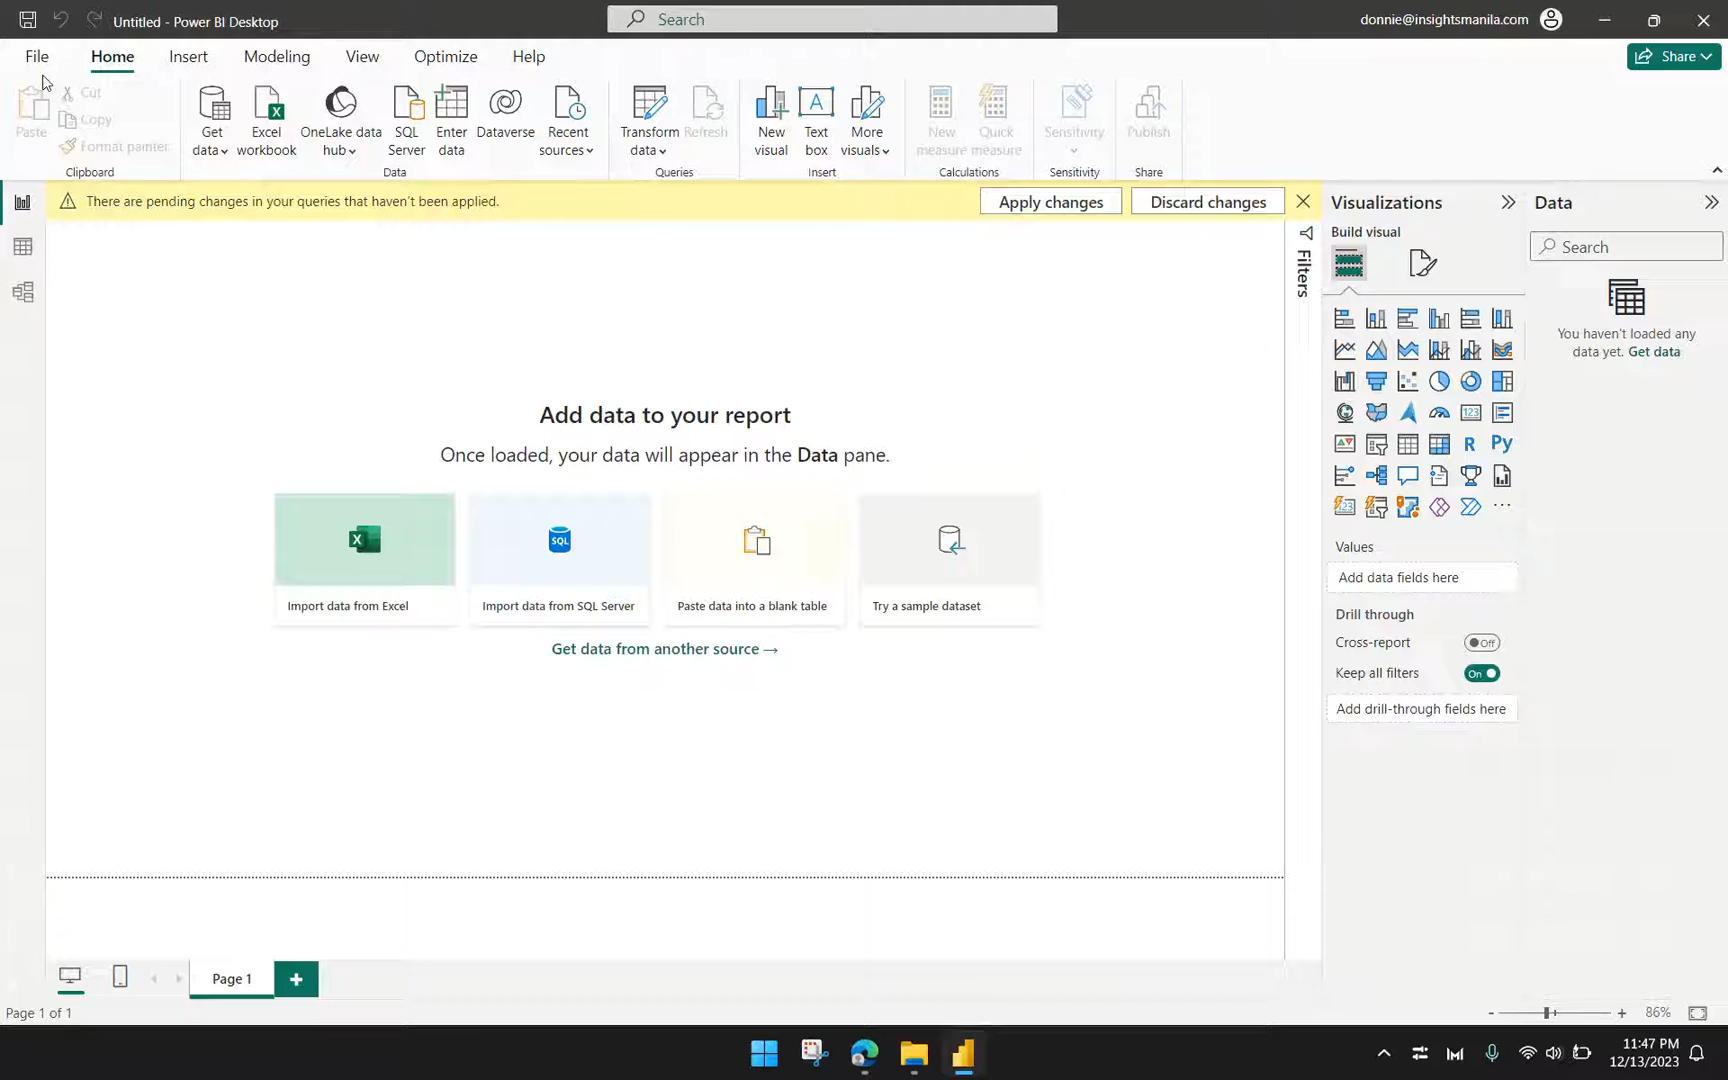 Untitled - Power BI Desktop
Search
donnie@insightsmanila.com
File
Home
Insert
Modeling
View
Optimize
Help
Share
Paste
Cut
Copy
Format painter
Clipboard
Get data
Excel workbook
OneLake data hub
SQL Server
Enter data
Dataverse
Recent sources
Data
Transform data
Refresh
Queries
New visual
Text box
More visuals
Insert
New measure
Quick measure
Calculations
Sensitivity
Sensitivity
Publish
Share
There are pending changes in your queries that haven't been applied.
Apply changes
Discard changes
Filters
Add data to your report
Once loaded, your data will appear in the Data pane.
Import data from Excel
SQL
Import data from SQL Server
Paste data into a blank table
Try a sample dataset
Get data from another source →
Visualizations
Build visual
123
R
Py
123
Values
Add data fields here
Drill through
Cross-report
Off
Keep all filters
On
Add drill-through fields here
Data
Search
You haven't loaded any
data yet. Get data
Page 1
Page 1 of 1
86%
11:47 PM
12/13/2023